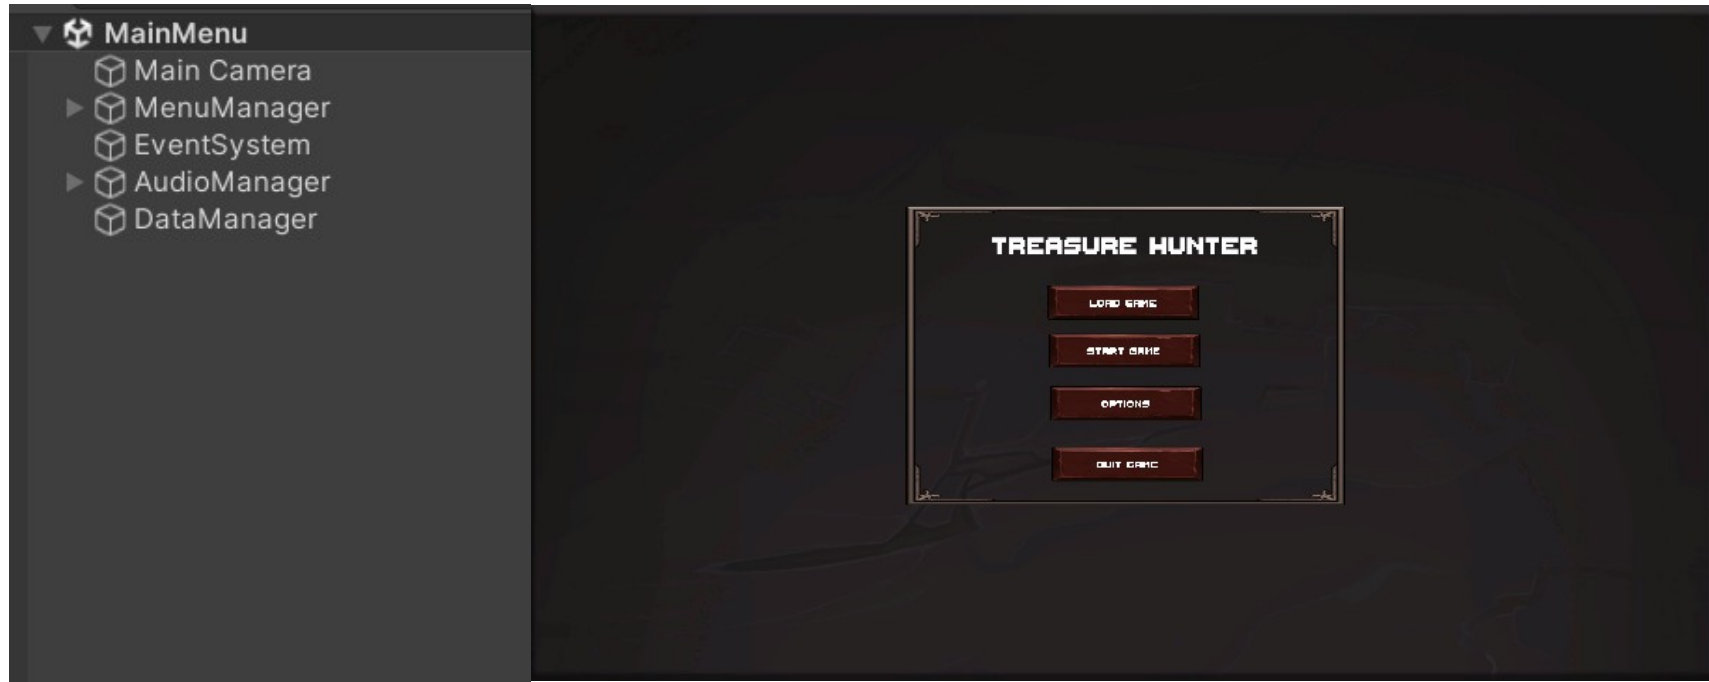 MainMenu
Main Camera
MenuManager
EventSystem
AudioManager
DataManager
TREASURE HUNTER
LOAD GAME
START GAME
OPTIONS
QUIT GAME